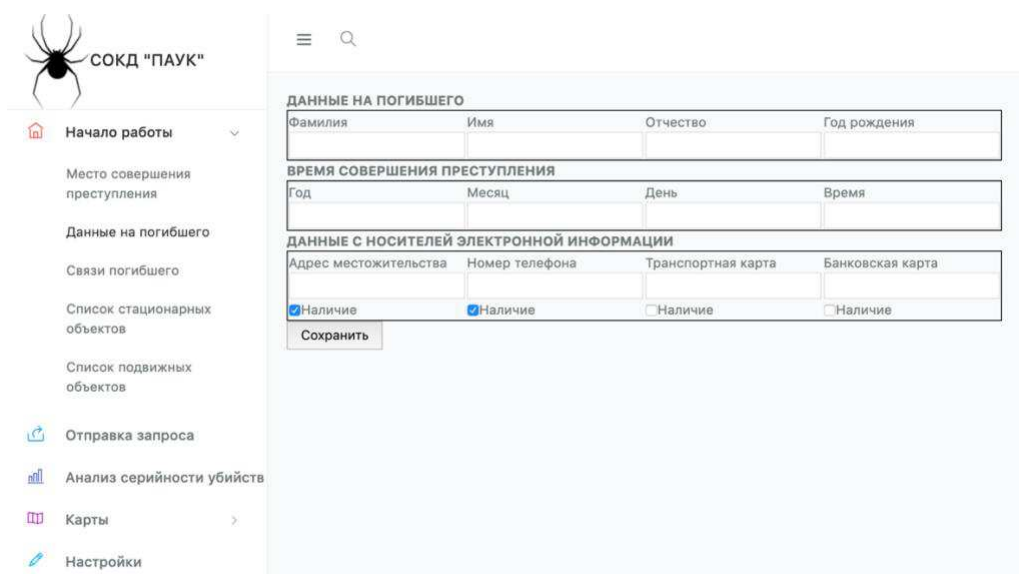 СОКД "ПАУК"
Начало работы
Место совершения
преступления
Данные на погибшего
Связи погибшего
Список стационарных
объектов
Список подвижных
объектов
Отправка запроса
Анализ серийности убийств
Карты
Настройки
ДАННЫЕ НА ПОГИБШЕГО
Фамилия Имя Отчество Год рождения
ВРЕМЯ СОВЕРШЕНИЯ ПРЕСТУПЛЕНИЯ
Год Месяц День Время
ДАННЫЕ С НОСИТЕЛЕЙ ЭЛЕКТРОННОЙ ИНФОРМАЦИИ
Адрес местожительства Номер телефона Транспортная карта Банковская карта
Наличие Наличие Наличие Наличие
Сохранить